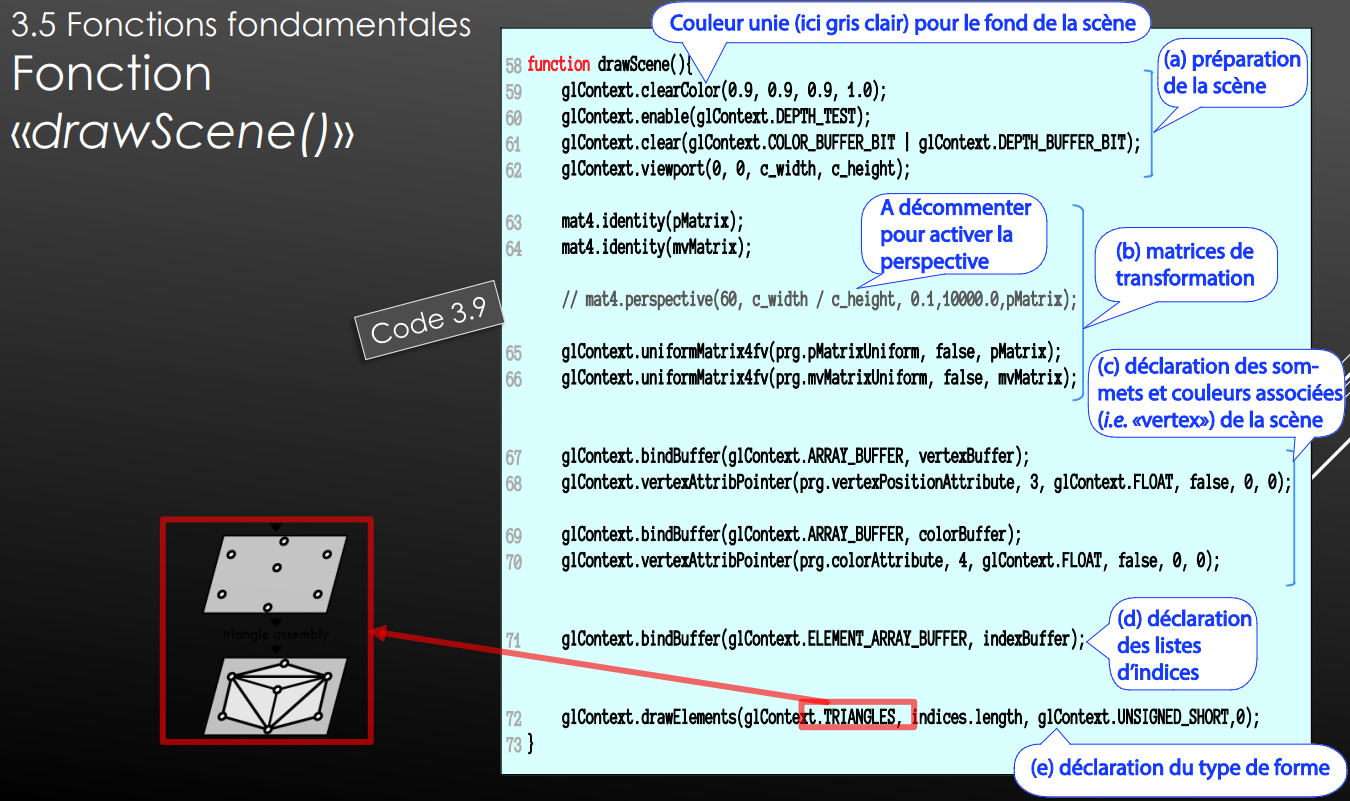 3.5 Fonctions fondamentales
Fonction
«drawScene()»
Couleur unie (ici gris clair) pour le fond de la scène
58 function drawScene(){
59 glContext.clearColor(0.9, 0.9, 0.9, 1.0);
60 glContext.enable(glContext.DEPTH_TEST);
61 glContext.clear(glContext.COLOR_BUFFER_BIT | glContext.DEPTH_BUFFER_BIT);
62 glContext.viewport(0, 0, c_width, c_height);
(a) préparation
de la scène
63 mat4.identity(pMatrix);
64 mat4.identity(mvMatrix);
A décommenter
pour activer la
perspective
(b) matrices de
transformation
// mat4.perspective(60, c_width / c_height, 0.1,10000.0,pMatrix);
Code 3.9
65 glContext.uniformMatrix4fv(prg.pMatrixUniform, false, pMatrix);
66 glContext.uniformMatrix4fv(prg.mvMatrixUniform, false, mvMatrix);
(c) déclaration des som-
mets et couleurs associées
(i.e. «vertex») de la scène
67 glContext.bindBuffer(glContext.ARRAY_BUFFER, vertexBuffer);
68 glContext.vertexAttribPointer(prg.vertexPositionAttribute, 3, glContext.FLOAT, false, 0, 0);
69 glContext.bindBuffer(glContext.ARRAY_BUFFER, colorBuffer);
70 glContext.vertexAttribPointer(prg.colorAttribute, 4, glContext.FLOAT, false, 0, 0);
triangle assembly
71 glContext.bindBuffer(glContext.ELEMENT_ARRAY_BUFFER, indexBuffer);
(d) déclaration
des listes
d'indices
72 glContext.drawElements(glContext.TRIANGLES, indices.length, glContext.UNSIGNED_SHORT,0);
73 }
(e) déclaration du type de forme